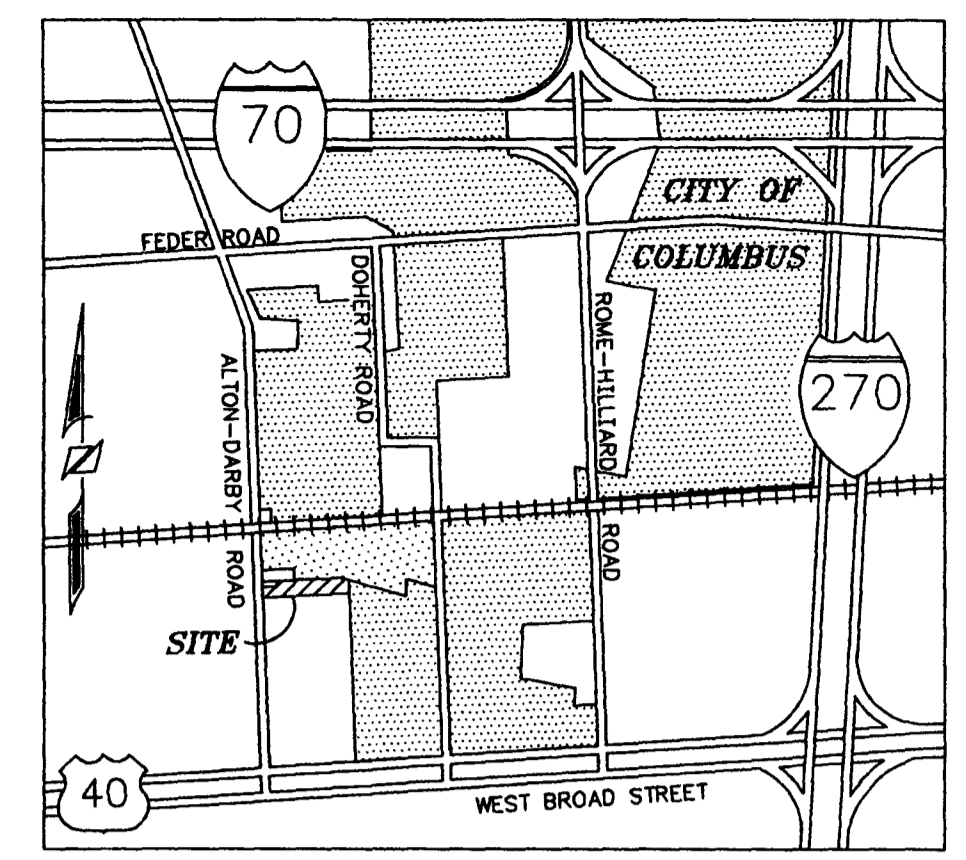 70
CITY OF
COLUMBUS
FEDER ROAD
DOHERTY ROAD
ROME-HILLIARD
ROAD
270
ALTON-DARBY
ROAD
N
SITE
40
WEST BROAD STREET